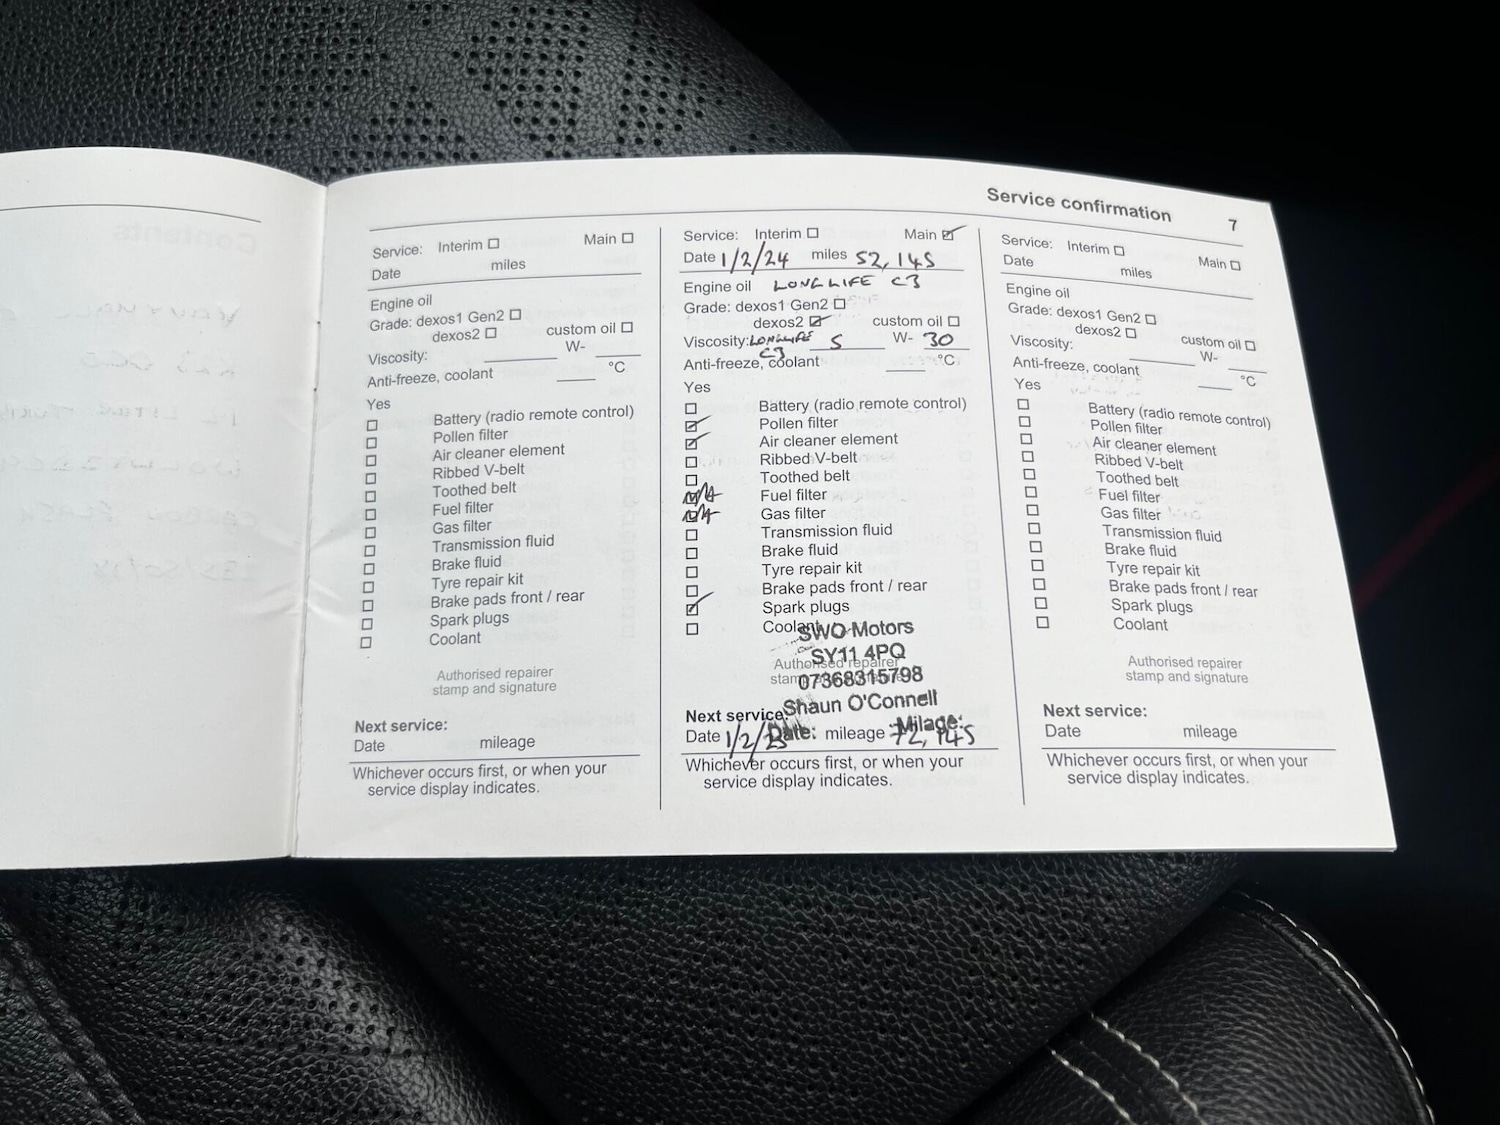 Service confirmation 7
Service: Interim Main
Date miles
Engine oil
Grade: dexos1 Gen2
dexos2 custom oil
Viscosity: W-
Anti-freeze, coolant °C
Yes
Battery (radio remote control)
Pollen filter
Air cleaner element
Ribbed V-belt
Toothed belt
Fuel filter
Gas filter
Transmission fluid
Brake fluid
Tyre repair kit
Brake pads front / rear
Spark plugs
Coolant
Authorised repairer
stamp and signature
Next service:
Date mileage
Whichever occurs first, or when your
service display indicates.
Service: Interim Main
Date 1/2/24 miles 52,145
Engine oil LONGLIFE C3
Grade: dexos1 Gen2
dexos2 custom oil
Viscosity: LONGLIFE 5 W- 30
C3
Anti-freeze, coolant °C
Yes
Battery (radio remote control)
Pollen filter
Air cleaner element
Ribbed V-belt
Toothed belt
N/A Fuel filter
N/A Gas filter
Transmission fluid
Brake fluid
Tyre repair kit
Brake pads front / rear
Spark plugs
Coolant
SWO Motors
SY11 4PQ
Authorised repairer
stamp and signature
07368315798
Shaun O'Connell
Next service:
Date: Milage:
Date 1/2/25 mileage 72,145
Whichever occurs first, or when your
service display indicates.
Service: Interim Main
Date miles
Engine oil
Grade: dexos1 Gen2
dexos2 custom oil
Viscosity: W-
Anti-freeze, coolant °C
Yes
Battery (radio remote control)
Pollen filter
Air cleaner element
Ribbed V-belt
Toothed belt
Fuel filter
Gas filter
Transmission fluid
Brake fluid
Tyre repair kit
Brake pads front / rear
Spark plugs
Coolant
Authorised repairer
stamp and signature
Next service:
Date mileage
Whichever occurs first, or when your
service display indicates.